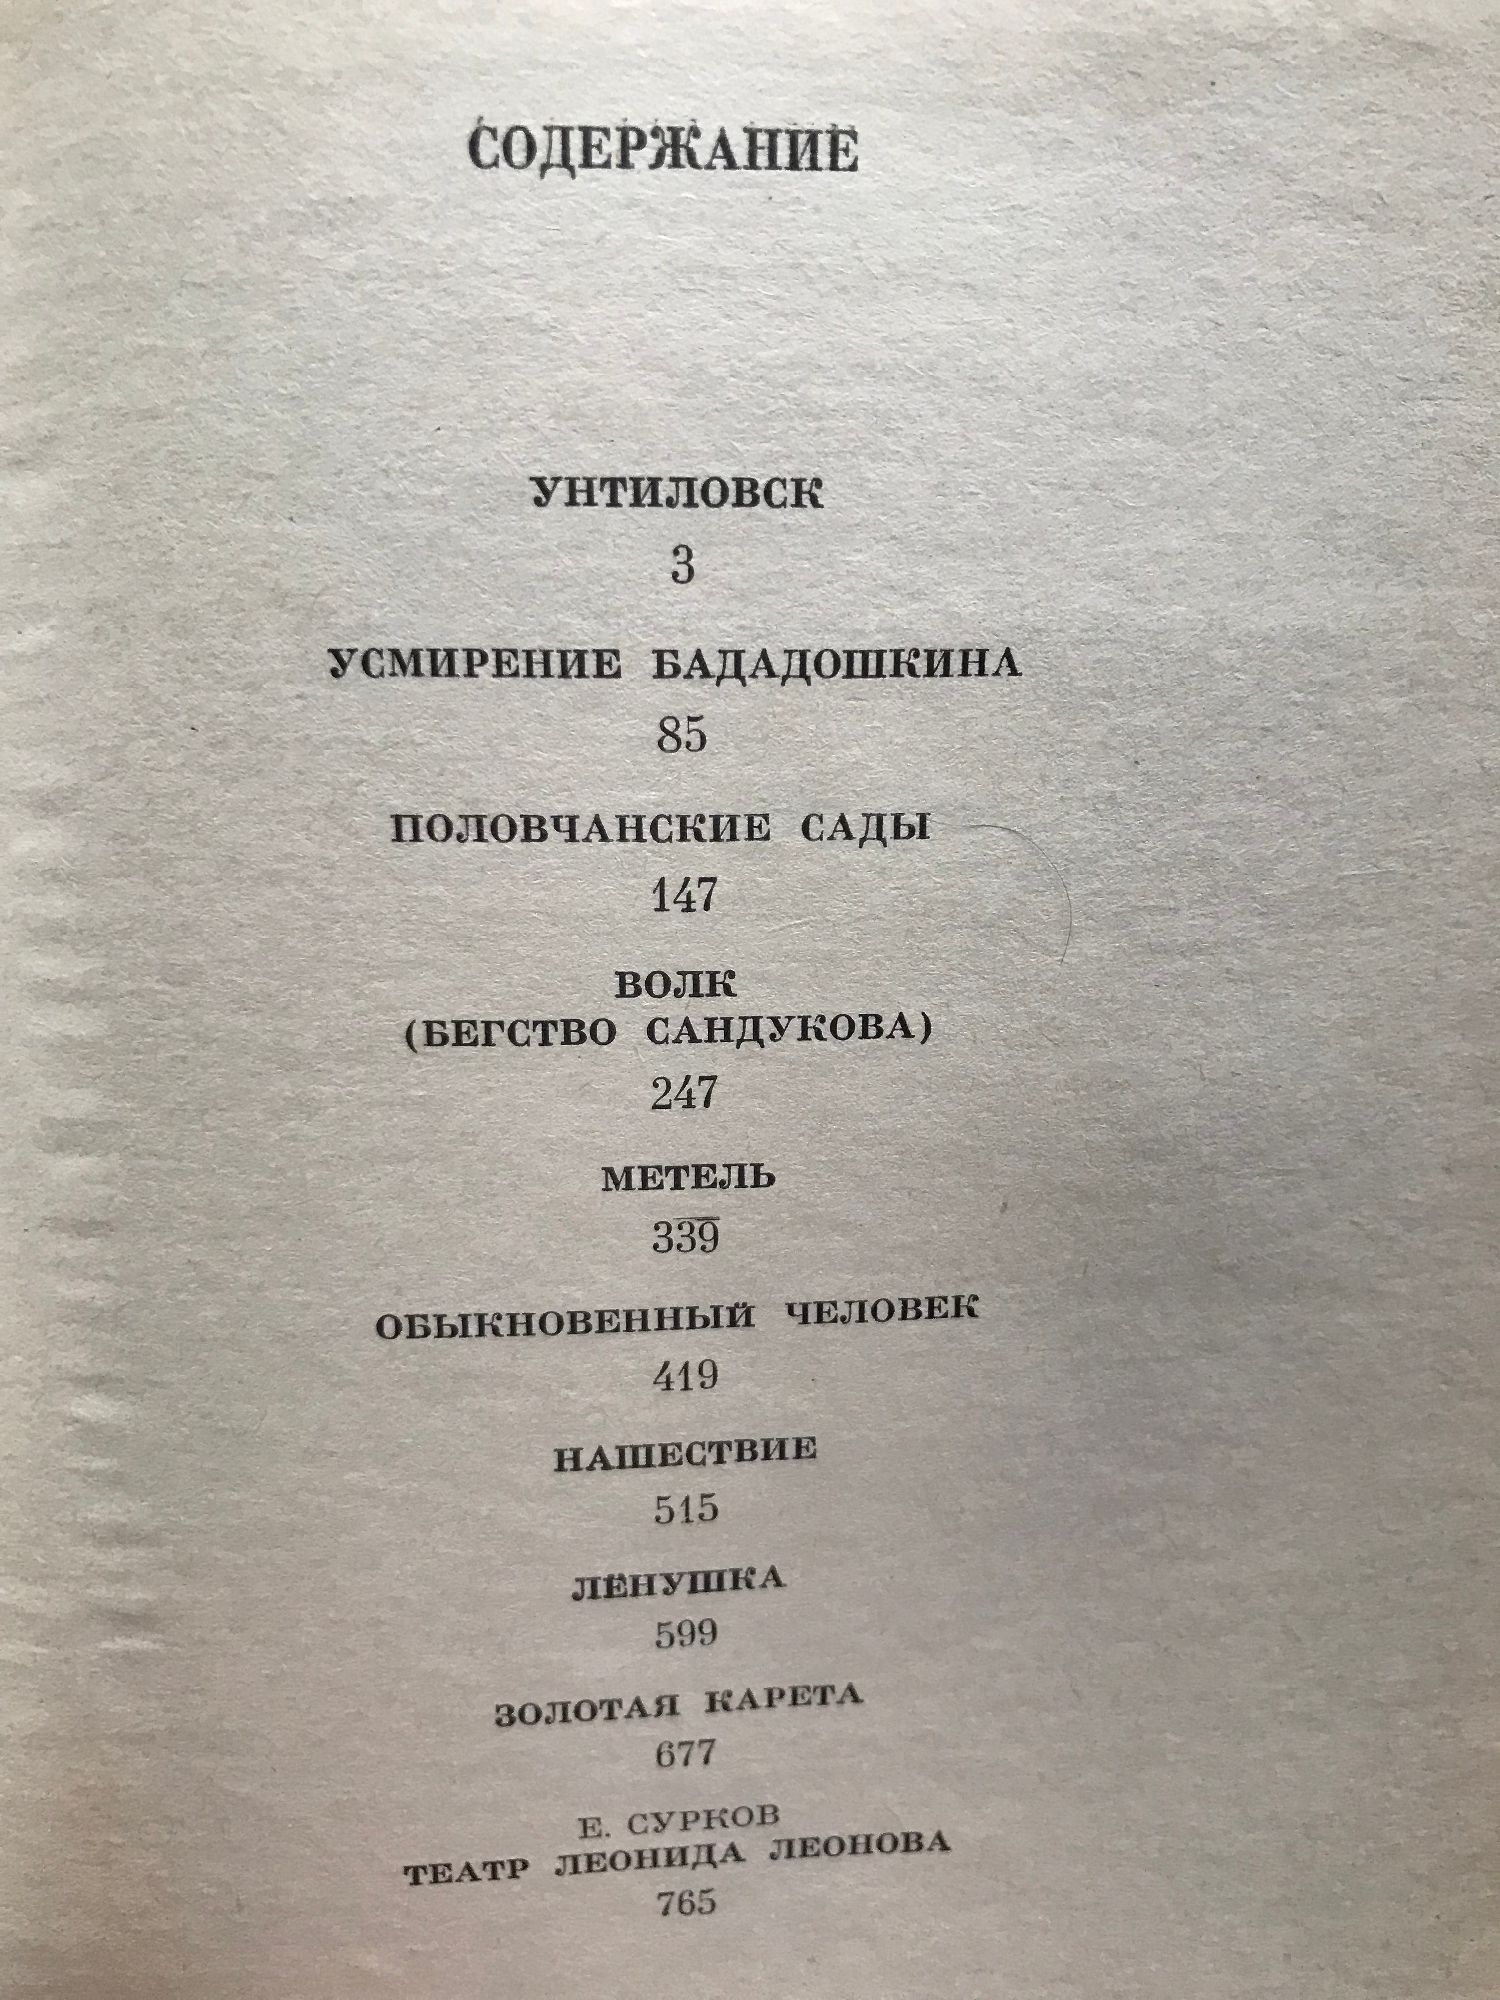 СОДЕРЖАНИЕ
УНТИЛОВСК
3
УСМИРЕНИЕ БАДАДОШКИНА
85
ПОЛОВЧАНСКИЕ САДЫ
147
ВОЛК
(БЕГСТВО САНДУКОВА)
247
МЕТЕЛЬ
339
ОБЫКНОВЕННЫЙ ЧЕЛОВЕК
419
НАШЕСТВИЕ
515
ЛЁНУШКА
599
ЗОЛОТАЯ КАРЕТА
677
Е. СУРКОВ
ТЕАТР ЛЕОНИДА ЛЕОНОВА
765